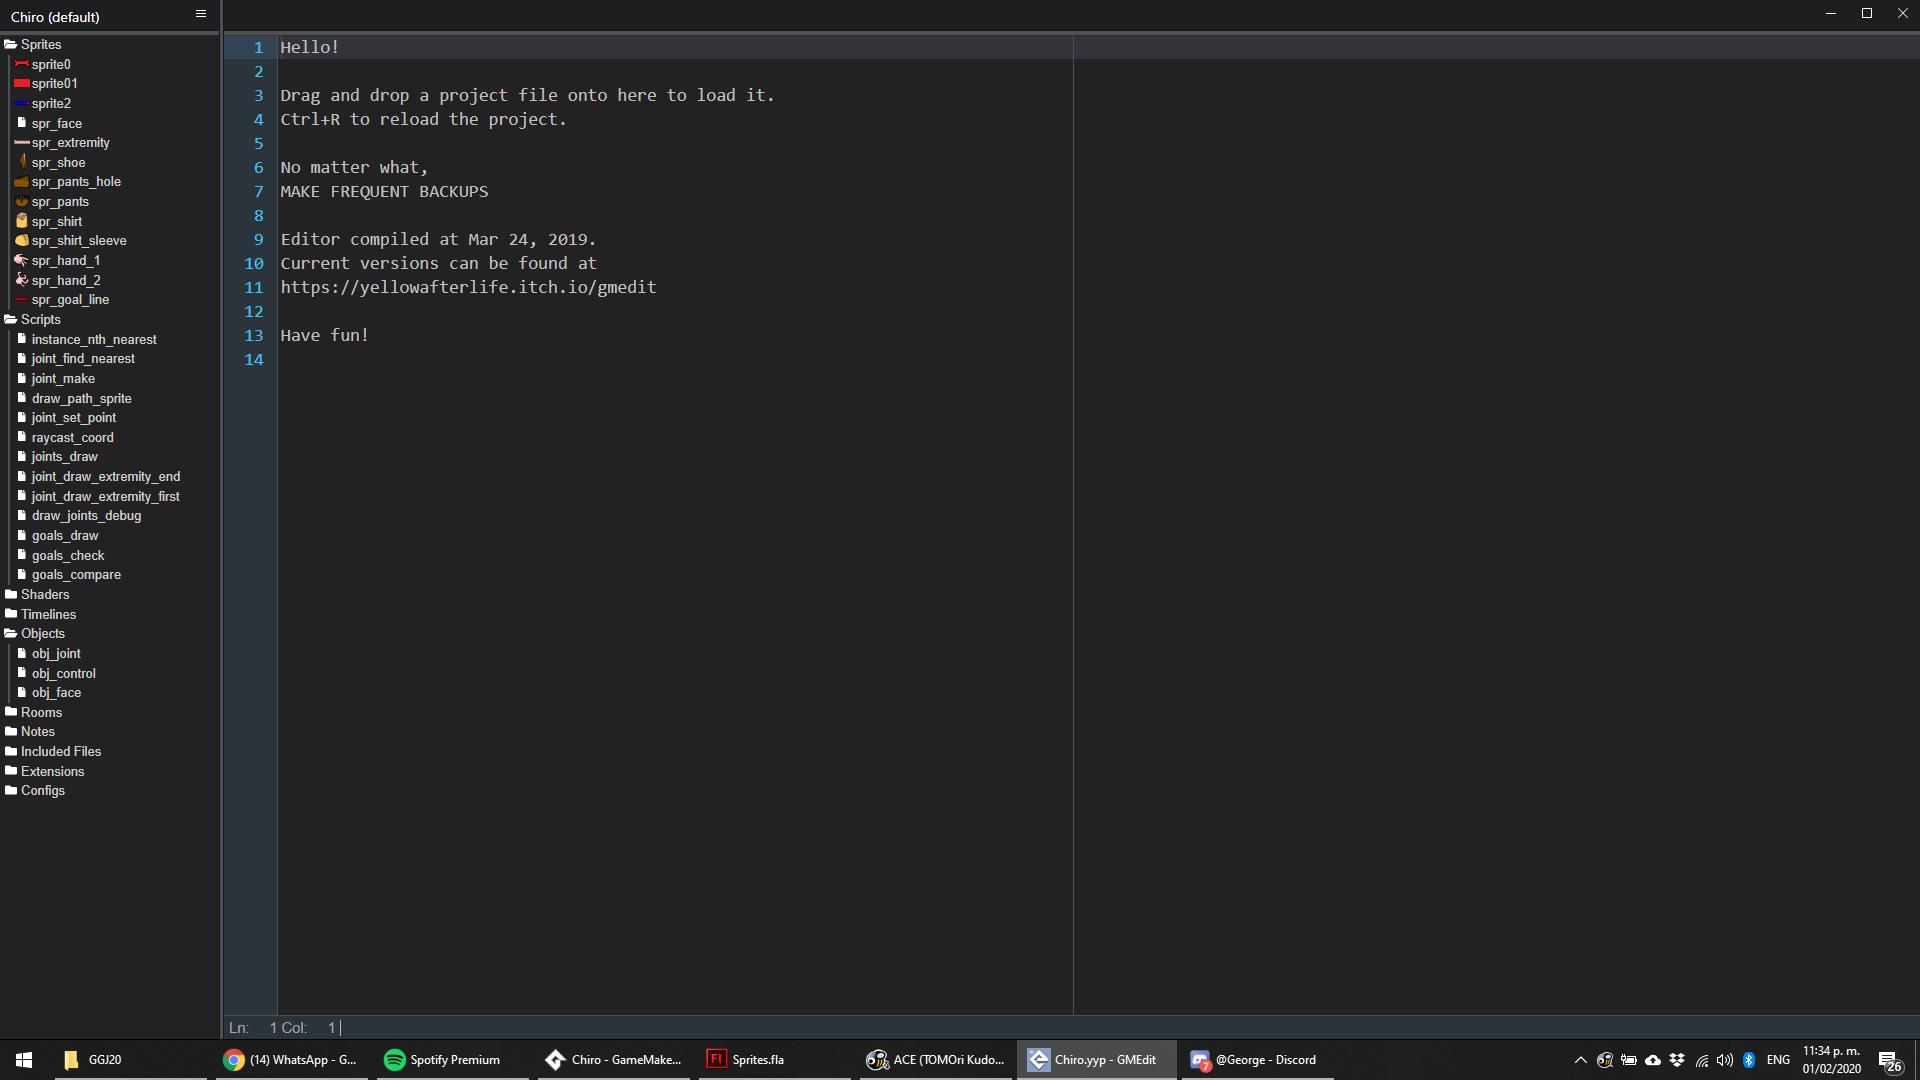 Chiro (default)
Sprites
sprite0
sprite01
sprite2
spr_face
spr_extremity
spr_shoe
spr_pants_hole
spr_pants
spr_shirt
spr_shirt_sleeve
spr_hand_1
spr_hand_2
spr_goal_line
Scripts
instance_nth_nearest
joint_find_nearest
joint_make
draw_path_sprite
joint_set_point
raycast_coord
joints_draw
joint_draw_extremity_end
joint_draw_extremity_first
draw_joints_debug
goals_draw
goals_check
goals_compare
Shaders
Timelines
Objects
obj_joint
obj_control
obj_face
Rooms
Notes
Included Files
Extensions
Configs
1 Hello!
2
3 Drag and drop a project file onto here to load it.
4 Ctrl+R to reload the project.
5
6 No matter what,
7 MAKE FREQUENT BACKUPS
8
9 Editor compiled at Mar 24, 2019.
10 Current versions can be found at
11 https://yellowafterlife.itch.io/gmedit
12
13 Have fun!
14
Ln: 1 Col: 1
GGJ20
(14) WhatsApp - G...
Spotify Premium
Chiro - GameMake...
Fl
Sprites.fla
ACE (TOMOri Kudo...
Chiro.yyp - GMEdit
7
@George - Discord
ENG
11:34 p. m.
01/02/2020
26